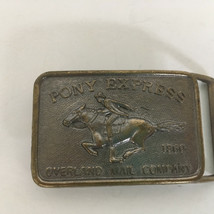 PONY EXPRESS
1860
OVERLAND MAIL COMPANY